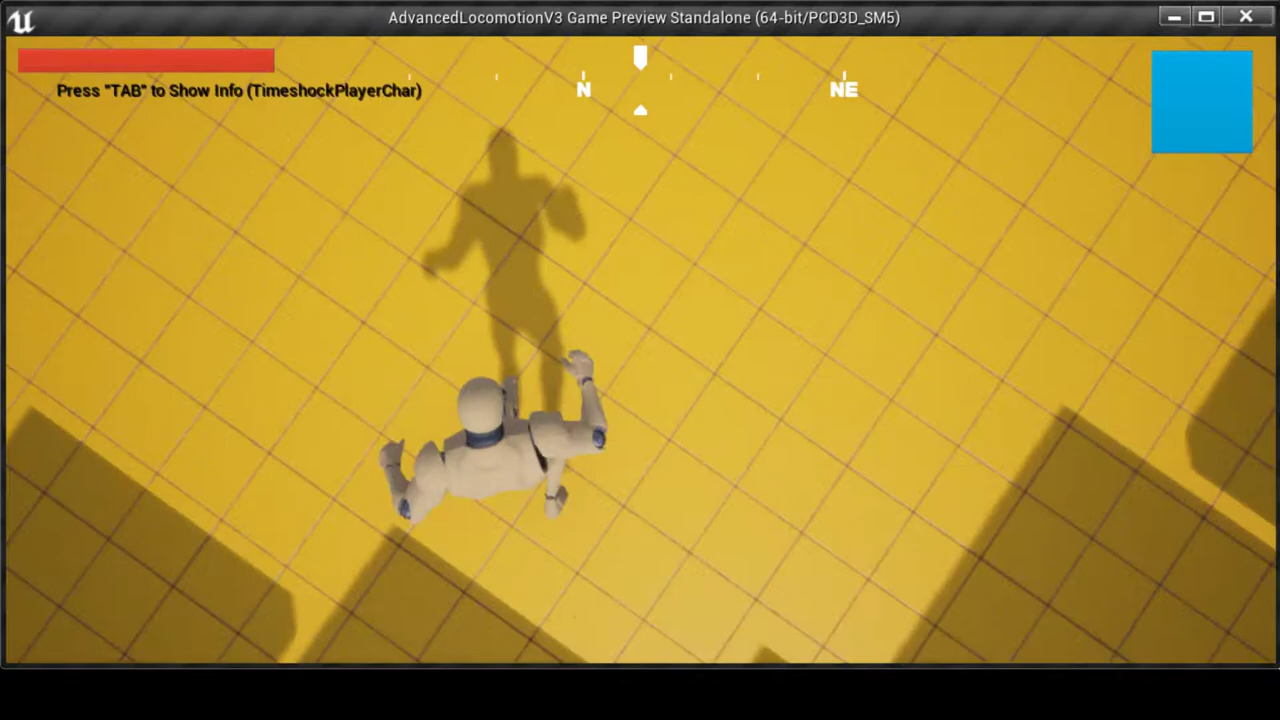 AdvancedLocomotionV3 Game Preview Standalone (64-bit/PCD3D_SM5)
Press "TAB" to Show Info (TimeshockPlayerChar)
N
NE